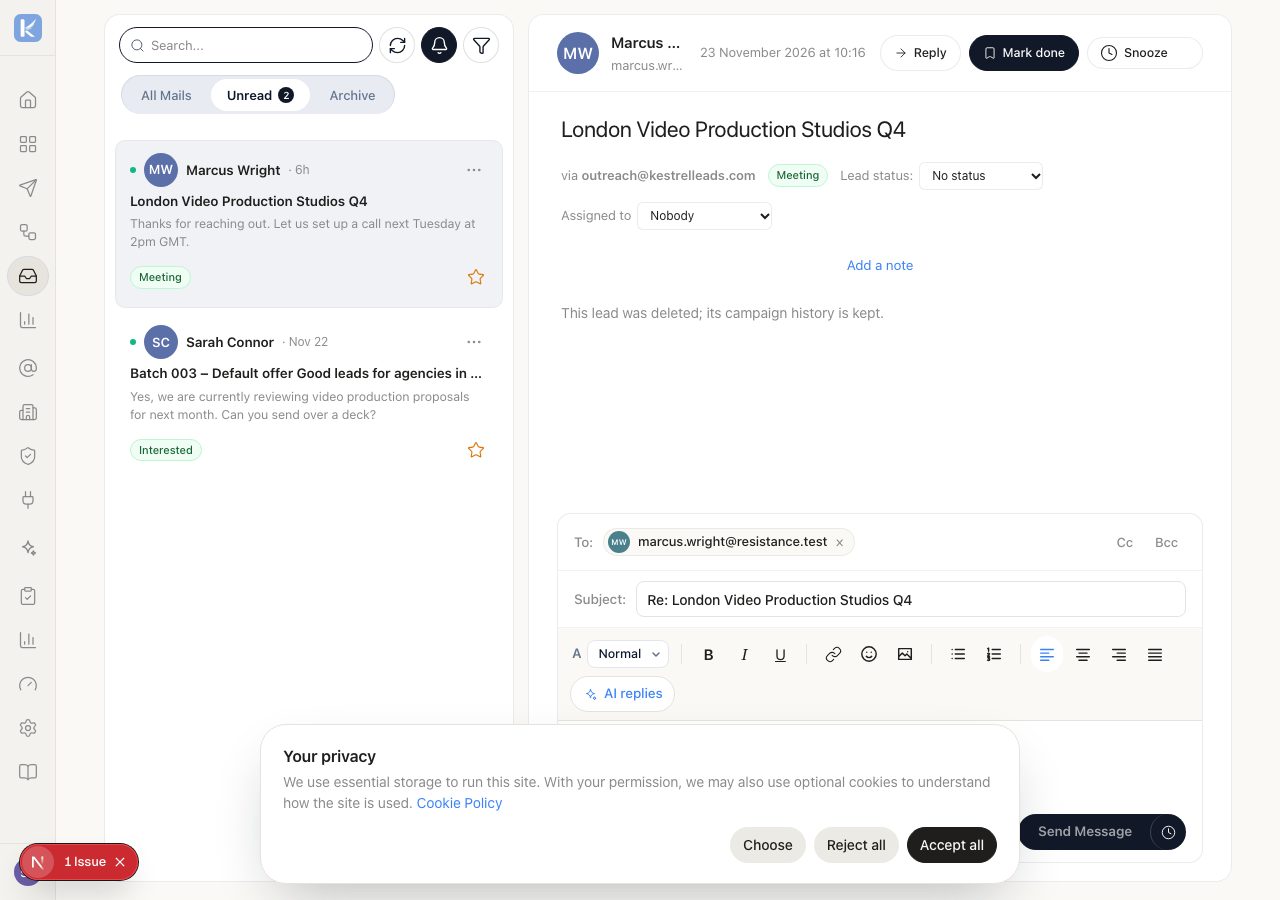 Search...
All Mails
Unread 2
Archive
MW Marcus Wright · 6h
London Video Production Studios Q4
Thanks for reaching out. Let us set up a call next Tuesday at
2pm GMT.
Meeting
SC Sarah Connor · Nov 22
Batch 003 – Default offer Good leads for agencies in ...
Yes, we are currently reviewing video production proposals
for next month. Can you send over a deck?
Interested
MW Marcus ...
marcus.wr...
23 November 2026 at 10:16
Reply
Mark done
Snooze
London Video Production Studios Q4
via outreach@kestrelleads.com Meeting Lead status: No status
Assigned to Nobody
Add a note
This lead was deleted; its campaign history is kept.
To: MW marcus.wright@resistance.test × Cc Bcc
Subject: Re: London Video Production Studios Q4
A Normal B I U
AI replies
Your privacy
We use essential storage to run this site. With your permission, we may also use optional cookies to understand
how the site is used. Cookie Policy
Choose Reject all Accept all
Send Message
N 1 Issue ×